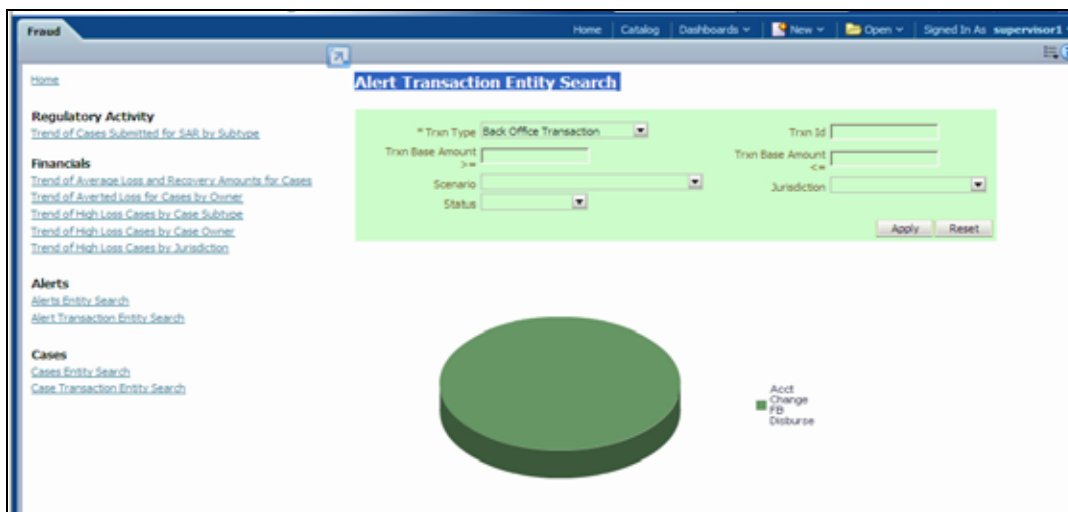 Fraud
Home Catalog Dashboards New Open Signed In As supervisor1
Home
Alert Transaction Entity Search
Regulatory Activity
Trend of Cases Submitted for SAR by Subtype
Financials
Trend of Average Loss and Recovery Amounts for Cases
Trend of Averted Loss for Cases by Owner
Trend of High Loss Cases by Case Subtype
Trend of High Loss Cases by Case Owner
Trend of High Loss Cases by Jurisdiction
Alerts
Alerts Entity Search
Alert Transaction Entity Search
Cases
Cases Entity Search
Case Transaction Entity Search
* Trxn Type Back Office Transaction
Trxn Id
Trxn Base Amount
>=
Trxn Base Amount
<=
Scenario
Jurisdiction
Status
Apply Reset
Acct
Change
FB
Disburse